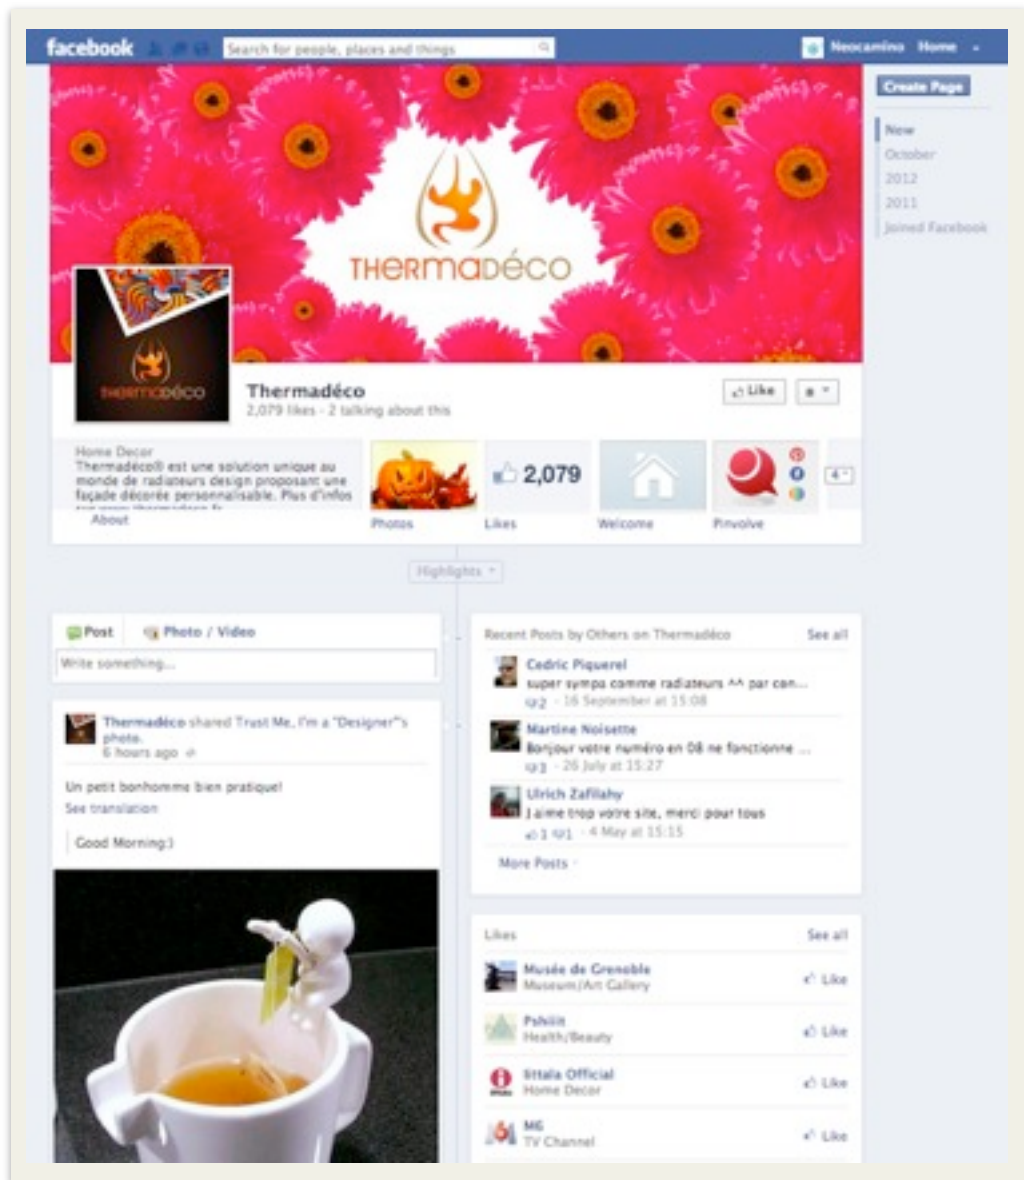 facebook
Search for people, places and things
Neocamino Home
Create Page
Now
October
2012
2011
Joined Facebook
THERMADÉCO
THERMADÉCO
Thermadéco
2,079 likes · 2 talking about this
Like
Home Decor
Thermadéco® est une solution unique au
monde de radiateurs design proposant une
façade décorée personnalisable. Plus d'infos
About
Photos
2,079
Likes
Welcome
Pinvolve
4
Highlights
Post Photo / Video
Write something...
Thermadéco shared Trust Me, I'm a "Designer"'s
photo.
6 hours ago
Un petit bonhomme bien pratique!
See translation
Good Morning:)
Recent Posts by Others on Thermadéco See all
Cedric Piquerel
super sympa comme radiateurs ^^ par con...
2 · 16 September at 15:08
Martine Noisette
Bonjour votre numéro en 08 ne fonctionne ...
3 · 26 July at 15:27
Ulrich Zafilahy
J aime trop votre site, merci pour tous
1 1 · 4 May at 15:15
More Posts
Likes See all
Musée de Grenoble
Museum/Art Gallery
Like
Pshiiit
Health/Beauty
Like
iittala
Iittala Official
Home Decor
Like
M6
TV Channel
Like